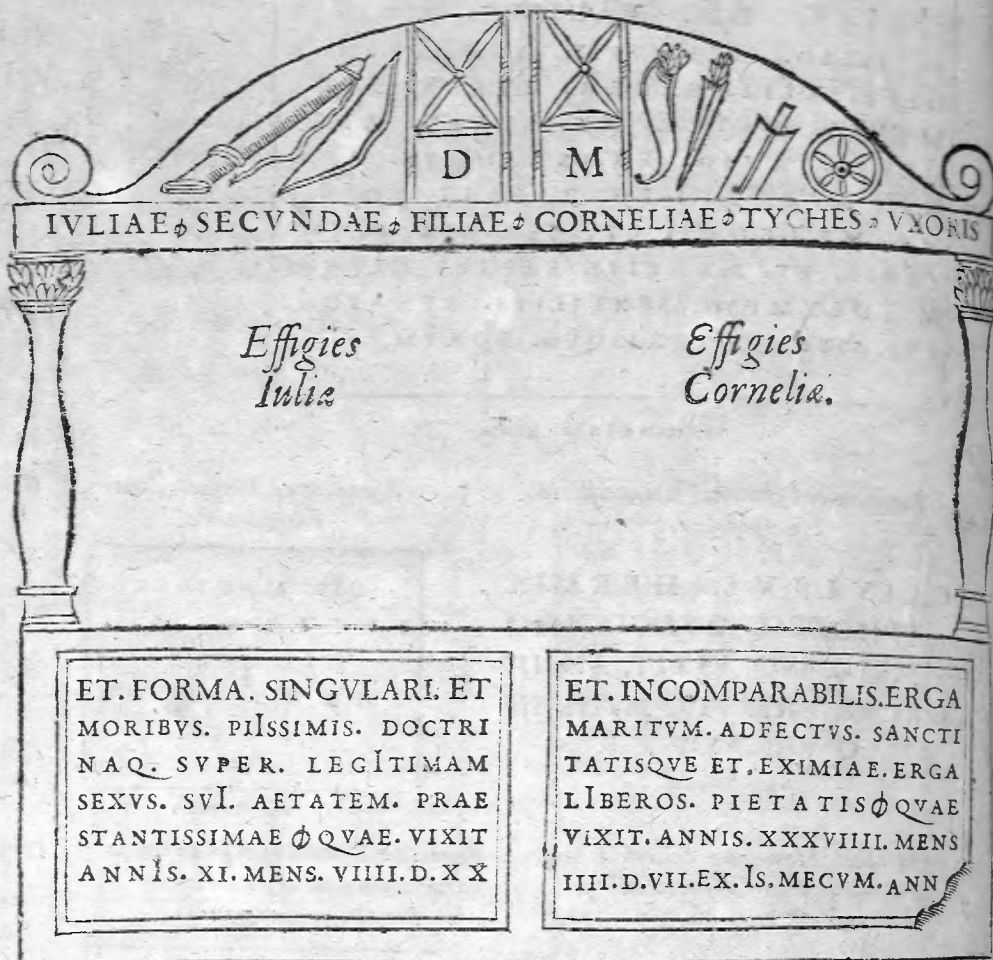 D M
IVLIAE SECVNDAE FILIAE CORNELIAE TYCHES VXORIS
Effigies
Iuliæ
Effigies
Corneliæ.
ET. FORMA. SINGVLARI. ET
MORIBVS. PIISSIMIS. DOCTRI
NAQ. SVPER. LEGÍTIMAM
SEXVS. SVI. AETATEM. PRAE
STANTISSIMAE QVAE. VIXIT
ANNIS. XI. MENS. VIIII. D. XX
ET. INCOMPARABILIS. ERGA
MARITVM. ADFECTVS. SANCTI
TATISQVE ET. EXIMIAE. ERGA
LIBEROS. PIETATIS QVAE
VIXIT. ANNIS. XXXVIIII. MENS
IIII. D. VII. EX. IS. MECVM. ANN